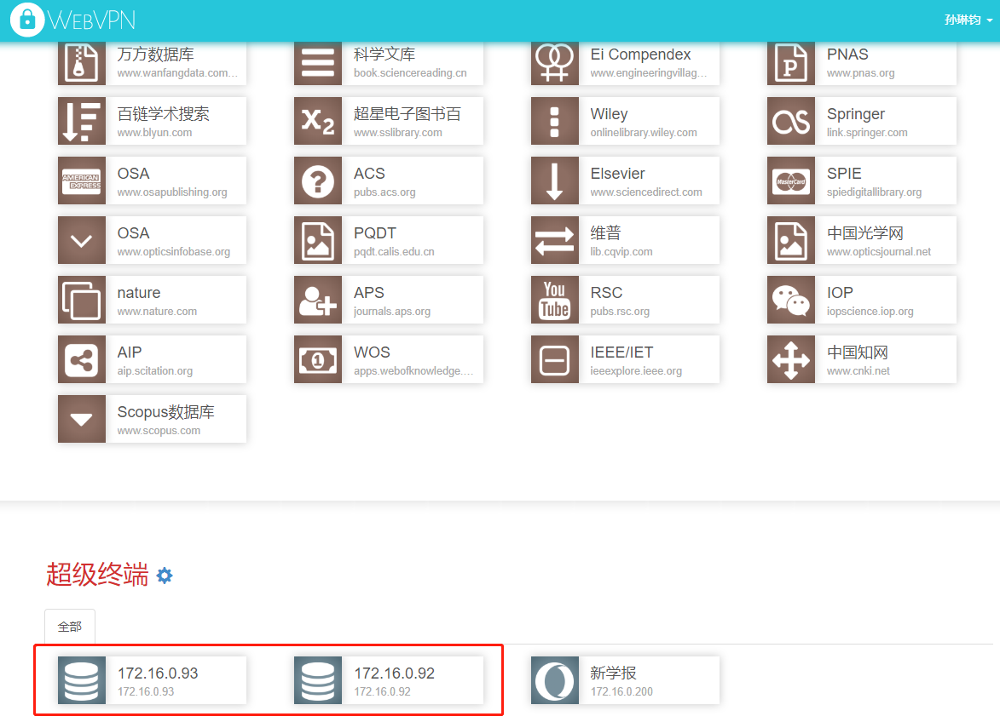 WEBVPN
孙琳钧
万方数据库
www.wanfangdata.com...
科学文库
book.sciencereading.cn
Ei Compendex
www.engineeringvillag...
PNAS
www.pnas.org
百链学术搜索
www.blyun.com
超星电子图书百
www.sslibrary.com
Wiley
onlinelibrary.wiley.com
Springer
link.springer.com
AMERICAN
EXPRESS
OSA
www.osapublishing.org
ACS
pubs.acs.org
Elsevier
www.sciencedirect.com
MasterCard
SPIE
spiedigitallibrary.org
OSA
www.opticsinfobase.org
PQDT
pqdt.calis.edu.cn
维普
lib.cqvip.com
中国光学网
www.opticsjournal.net
nature
www.nature.com
APS
journals.aps.org
You
Tube
RSC
pubs.rsc.org
IOP
iopscience.iop.org
AIP
aip.scitation.org
WOS
apps.webofknowledge....
IEEE/IET
ieeexplore.ieee.org
中国知网
www.cnki.net
Scopus数据库
www.scopus.com
超级终端
全部
172.16.0.93
172.16.0.93
172.16.0.92
172.16.0.92
新学报
172.16.0.200